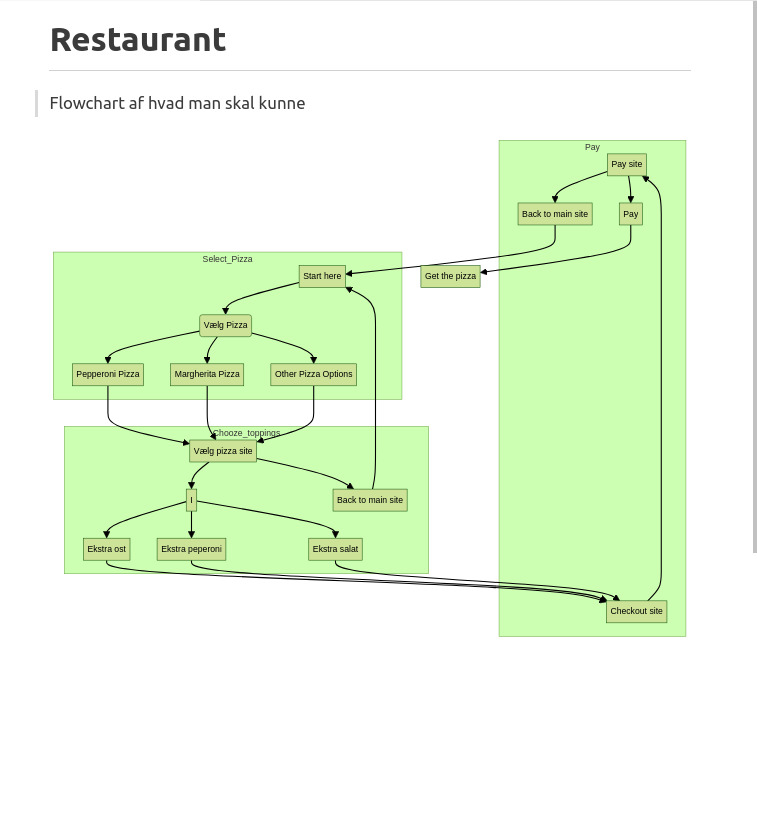 Restaurant
Flowchart af hvad man skal kunne
Pay
Pay site
Back to main site
Pay
Select_Pizza
Start here
Get the pizza
Vælg Pizza
Pepperoni Pizza
Margherita Pizza
Other Pizza Options
Chooze_toppings
Vælg pizza site
I
Back to main site
Ekstra ost
Ekstra peperoni
Ekstra salat
Checkout site